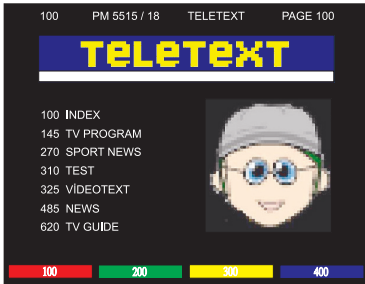 100 PM 5515 / 18 TELETEXT PAGE 100
TeLeTexT
100 INDEX
145 TV PROGRAM
270 SPORT NEWS
310 TEST
325 VÍDEOTEXT
485 NEWS
620 TV GUIDE
100 200 300 400